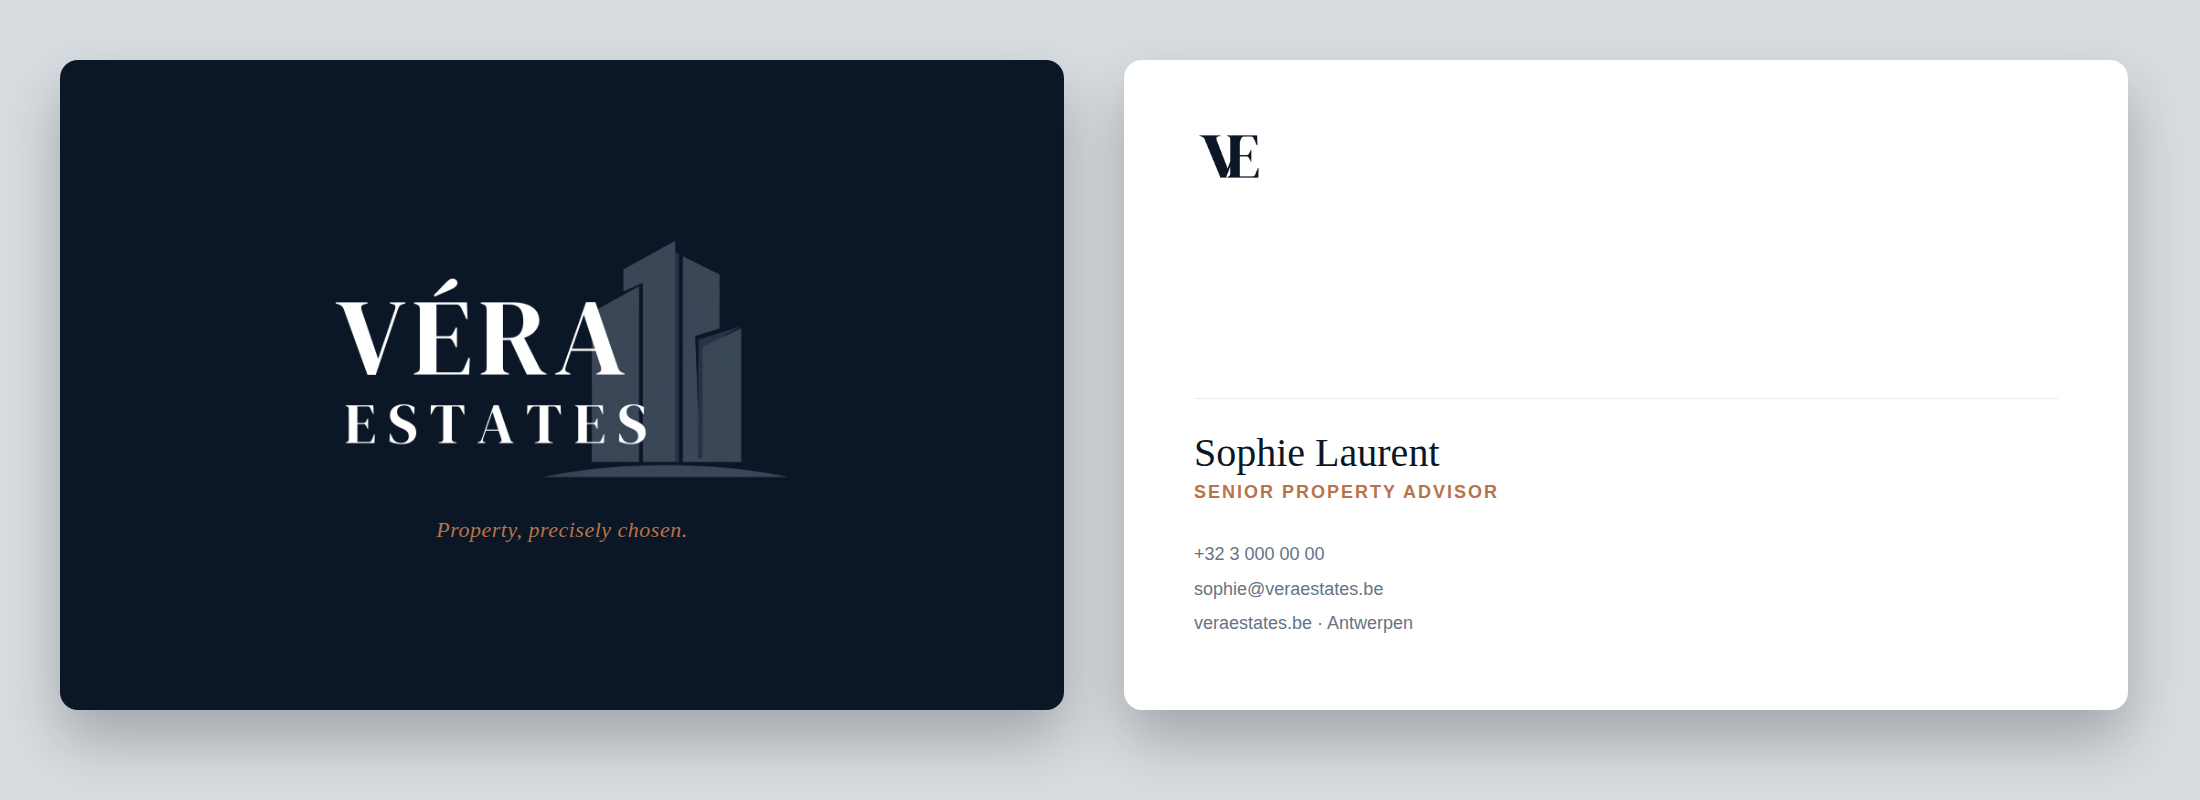 VÉRA
ESTATES
Property, precisely chosen.
VE
Sophie Laurent
SENIOR PROPERTY ADVISOR
+32 3 000 00 00
sophie@veraestates.be
veraestates.be · Antwerpen